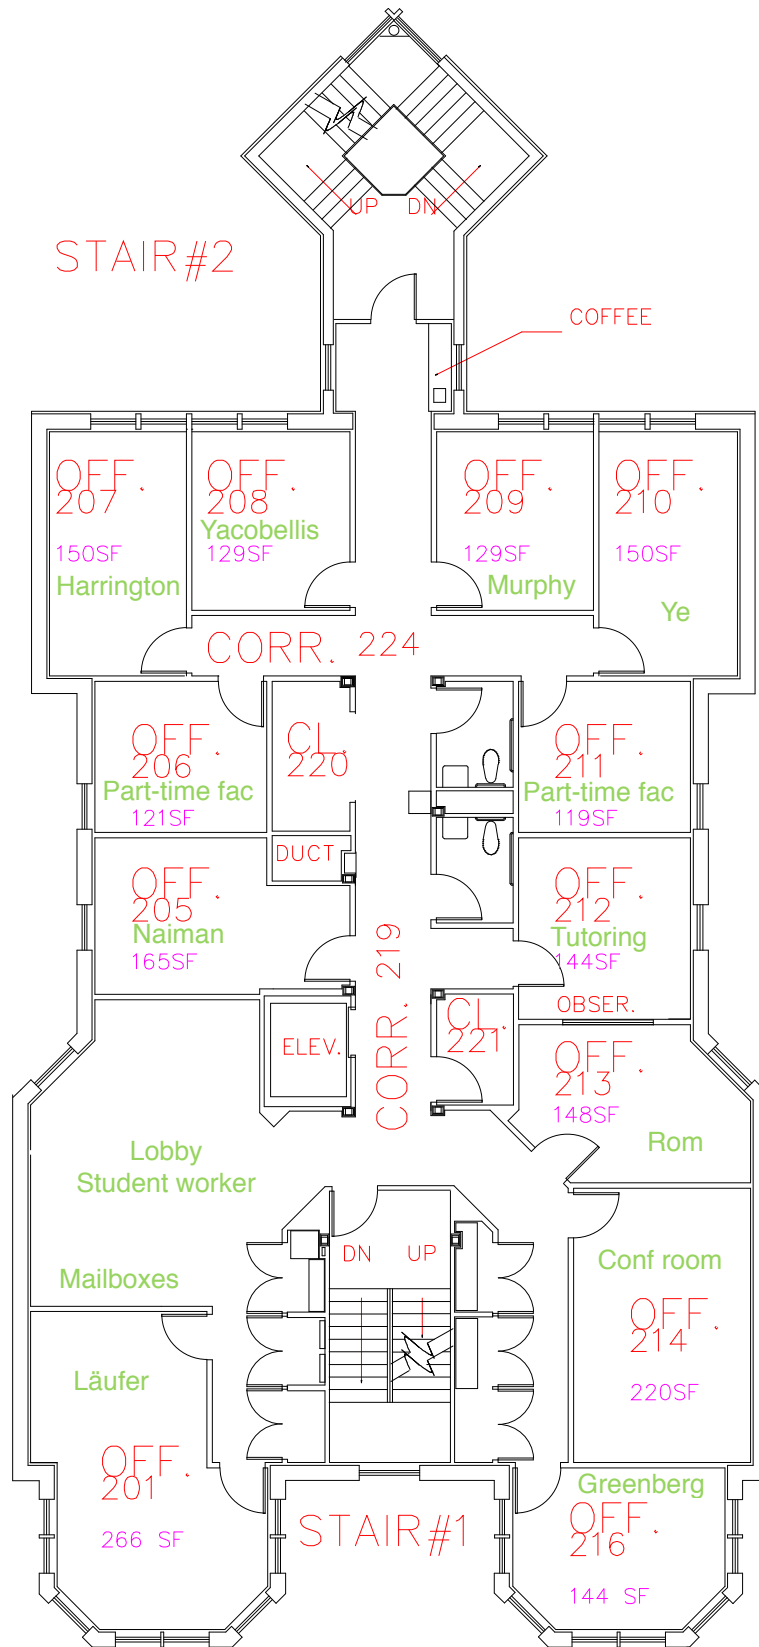 UP DN
STAIR#2
COFFEE
OFF.
207
150SF
Harrington
OFF.
208
Yacobellis
129SF
OFF.
209
129SF
Murphy
OFF.
210
150SF
Ye
CORR. 224
OFF.
206
Part-time fac
121SF
CL.
220
OFF.
211
Part-time fac
119SF
DUCT
OFF.
205
Naiman
165SF
CORR. 219
OFF.
212
Tutoring
144SF
OBSER.
ELEV.
CL.
221
OFF.
213
148SF
Rom
Lobby
Student worker
Mailboxes
DN UP
Conf room
OFF.
214
220SF
Läufer
OFF.
201
266 SF
STAIR#1
Greenberg
OFF.
216
144 SF